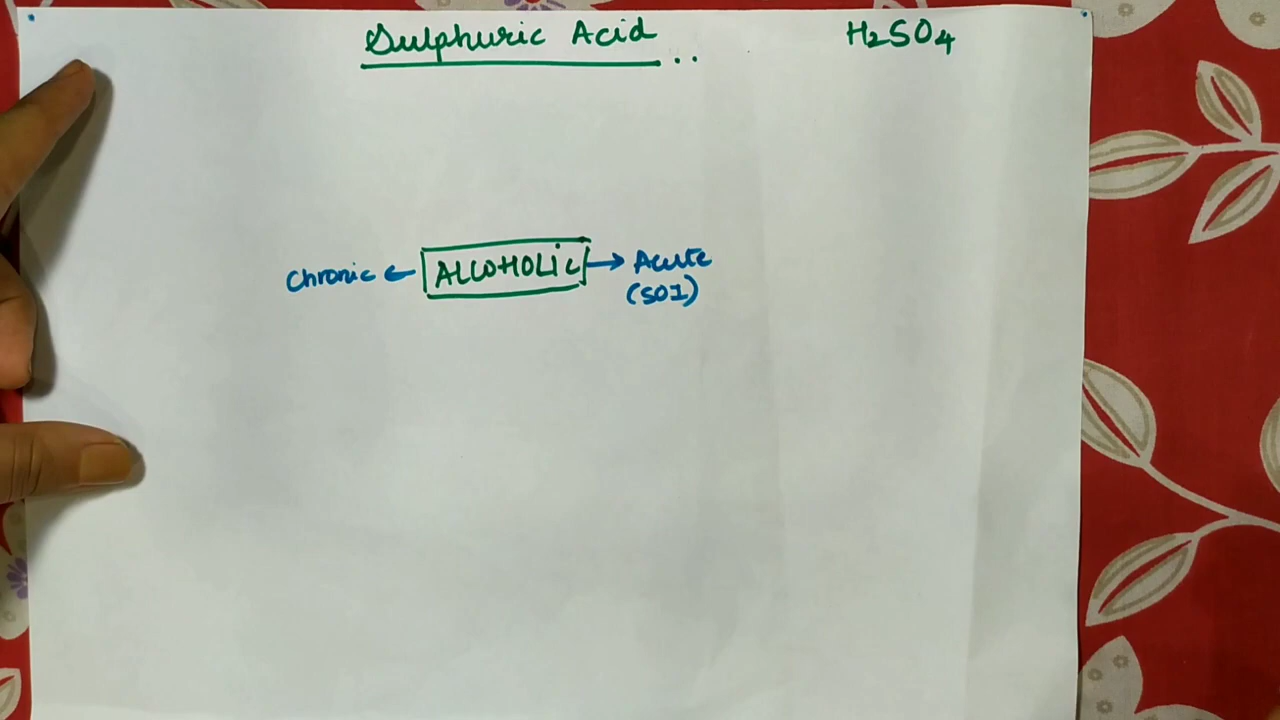 Sulphuric Acid .. H2SO4
Chronic ← ALCOHOLiC → Acute
(SOI)